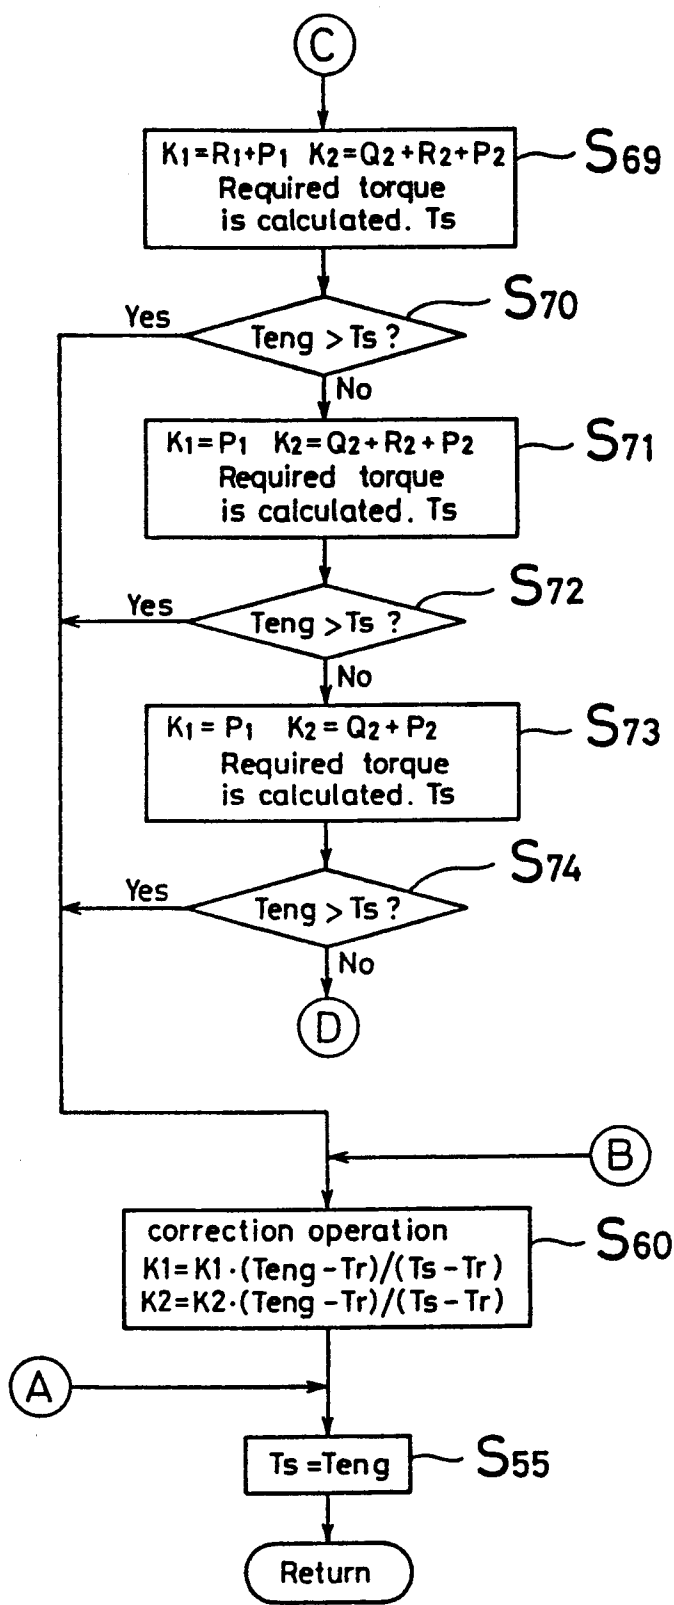 C
K1=R1+P1 K2=Q2+R2+P2
Required torque
is calculated. Ts
S69
S70
Yes
Teng > Ts ?
No
K1=P1 K2=Q2+R2+P2
Required torque
is calculated. Ts
S71
S72
Yes
Teng > Ts ?
No
K1 = P1 K2 = Q2 + P2
Required torque
is calculated. Ts
S73
S74
Yes
Teng > Ts ?
No
D
B
correction operation
K1=K1·(Teng-Tr)/(Ts-Tr)
K2=K2·(Teng-Tr)/(Ts-Tr)
S60
A
Ts=Teng
S55
Return